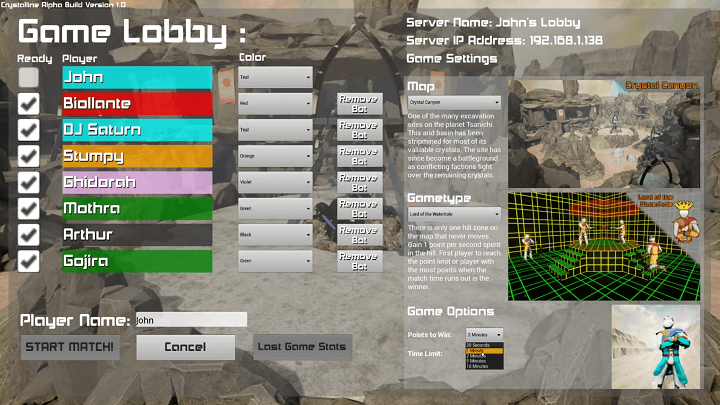 Crystalline Alpha Build Version 1.0
Game Lobby :
Server Name: John's Lobby
Server IP Address: 192.168.1.138
Game Settings
Ready Player Color
John Teal
Biollante Red Remove Bot
DJ Saturn Teal Remove Bot
Stumpy Orange Remove Bot
Ghidorah Violet Remove Bot
Mothra Green Remove Bot
Arthur Black Remove Bot
Gojira Green Remove Bot
Player Name: John
START MATCH! Cancel Last Game Stats
Map
Crystal Canyon
One of the many excavation
sites on the planet Tsanichi.
This arid basin has been
stripmined for most of its
valuable crystals. The site has
since become a battleground
as conflicting factions fight
over the remaining crystals.
Crystal Canyon
Gametype
Lord of the Waterhole
There is only one hill zone on
the map that never moves.
Gain 1 point per second spent
in the hill. First player to reach
the point limit or player with
the most points when the
match time runs out is the
winner.
Lord of the
Waterhole
Game Options
Points to Win: 2 Minutes
30 Seconds
1 Minute
2 Minutes
5 Minutes
10 Minutes
Time Limit: